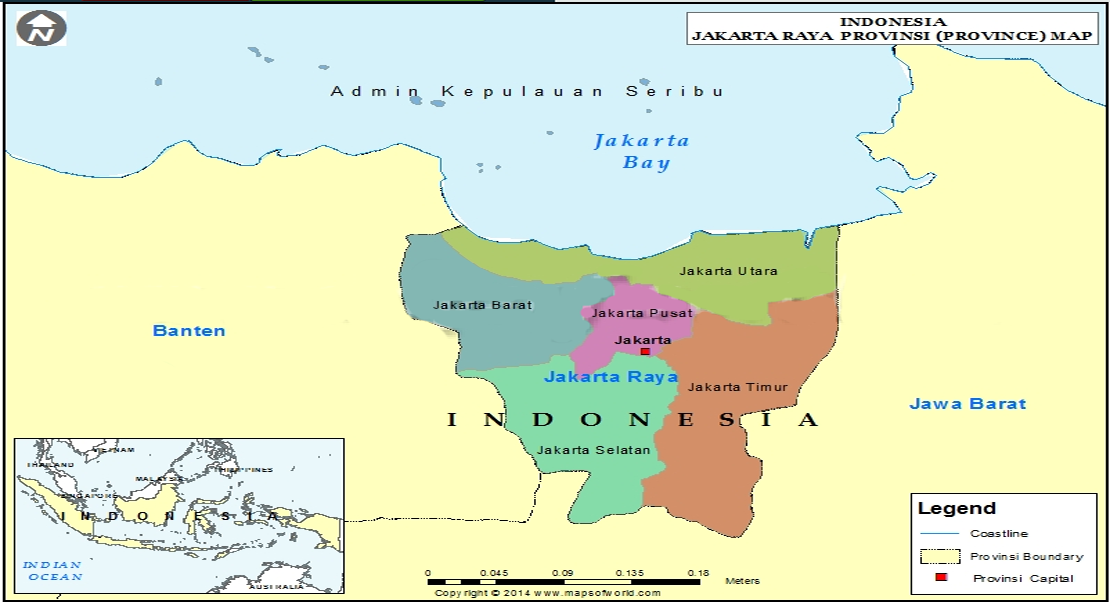 N
INDONESIA
JAKARTA RAYA PROVINSI (PROVINCE) MAP
Admin Kepulauan Seribu
Jakarta
Bay
Jakarta Utara
Jakarta Barat
Jakarta Pusat
Jakarta
Banten
Jakarta Raya
Jakarta Timur
Jawa Barat
INDONESIA
Jakarta Selatan
VIETNAM
THAILAND
PHILIPPINES
MALAYSIA
SINGAPORE
INDONESIA
INDIAN
OCEAN
AUSTRALIA
Legend
Coastline
Provinsi Boundary
Provinsi Capital
0 0.045 0.09 0.135 0.18
Meters
Copyright © 2014 www.mapsofworld.com